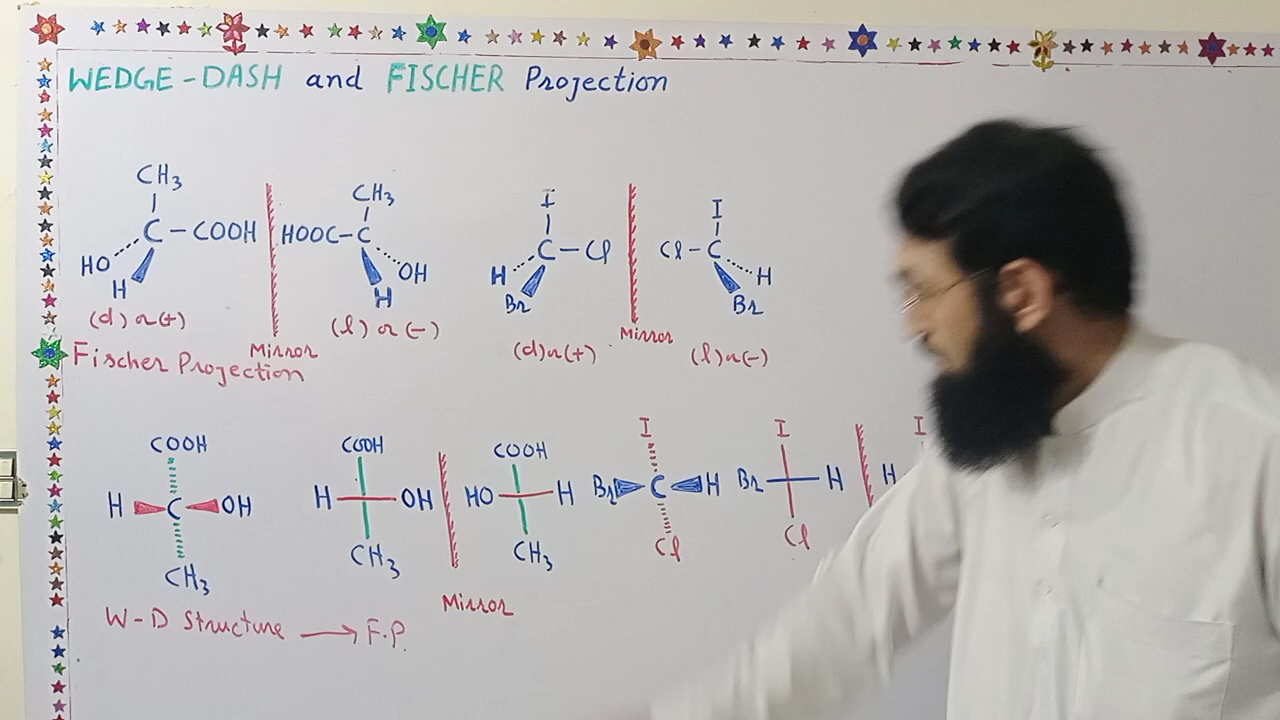 WEDGE-DASH and FISCHER Projection
CH3
C-COOH
HO
H
(d) or (+)
Mirror
CH3
HOOC-C
OH
H
(l) or (-)
I
C-Cl
H
Br
(d) or (+)
Mirror
I
Cl-C
H
Br
(l) or (-)
Fischer Projection
COOH
H C OH
CH3
COOH
H OH
CH3
Mirror
COOH
HO H
CH3
I
Br C H
Cl
I
Br H
Cl
I
H
W-D Structure → F.P.